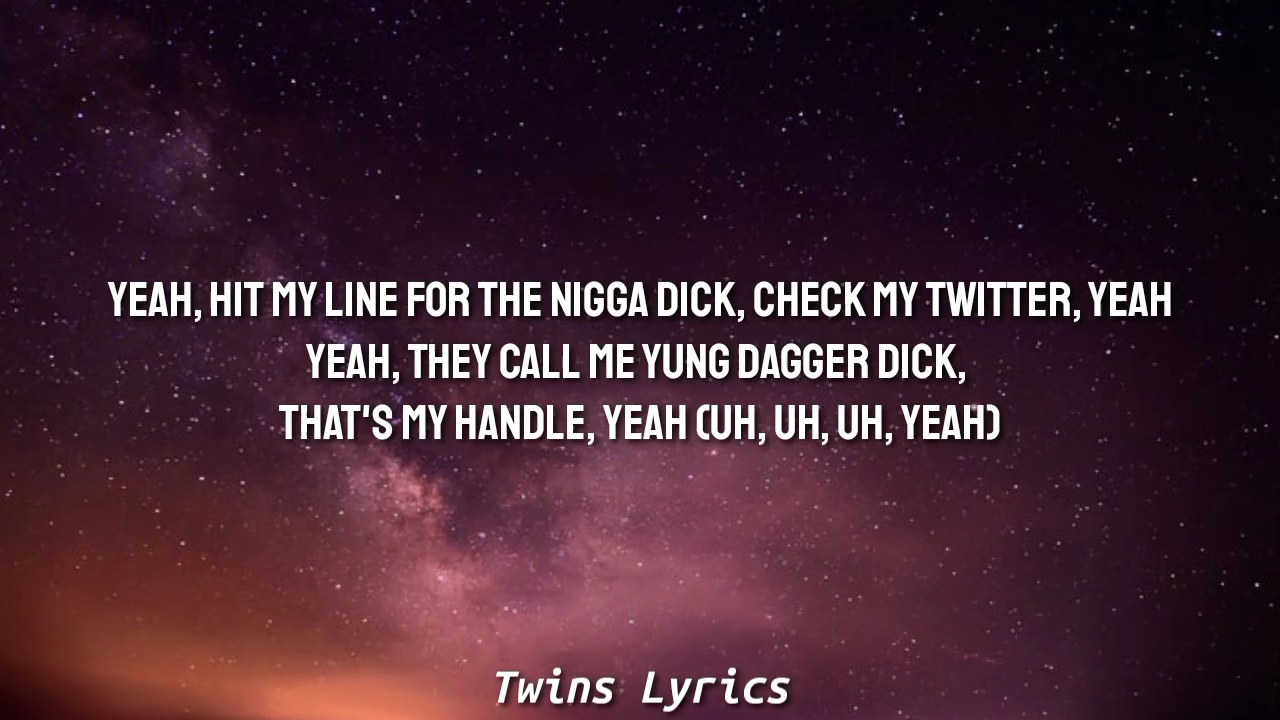 YEAH, HIT MY LINE FOR THE NIGGA DICK, CHECK MY TWITTER, YEAH
YEAH, THEY CALL ME YUNG DAGGER DICK,
THAT'S MY HANDLE, YEAH (UH, UH, UH, YEAH)
Twins Lyrics